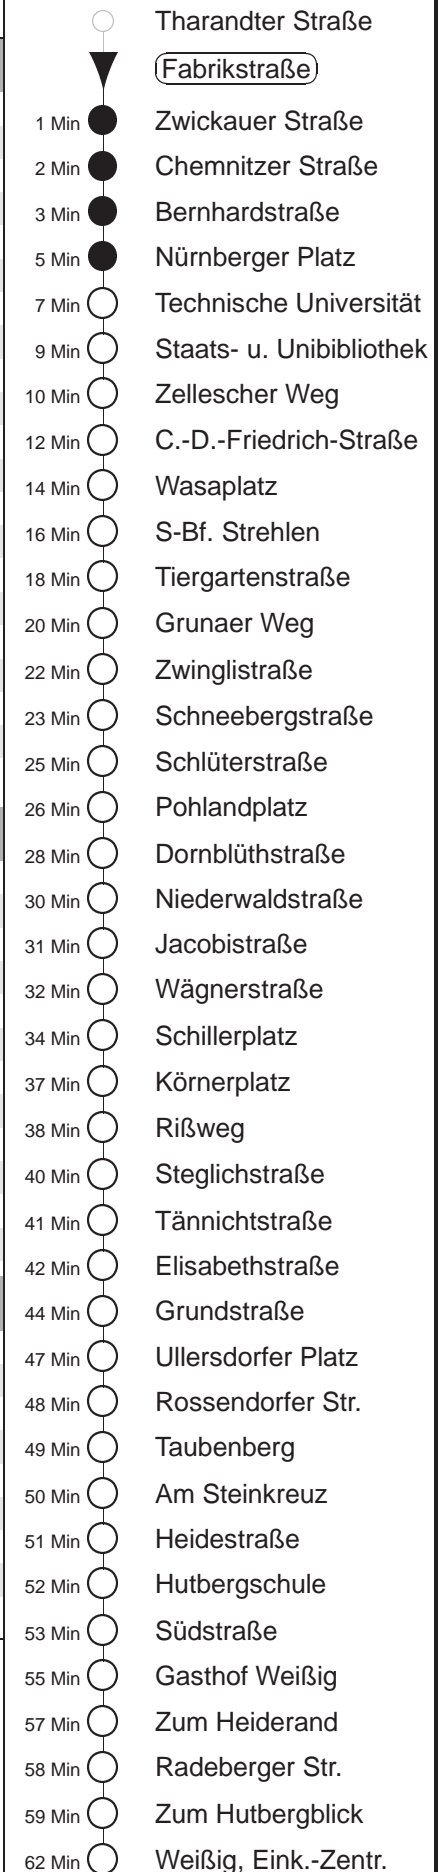 Tharandter Straße
Fabrikstraße
1 Min Zwickauer Straße
2 Min Chemnitzer Straße
3 Min Bernhardstraße
5 Min Nürnberger Platz
7 Min Technische Universität
9 Min Staats- u. Unibibliothek
10 Min Zellescher Weg
12 Min C.-D.-Friedrich-Straße
14 Min Wasaplatz
16 Min S-Bf. Strehlen
18 Min Tiergartenstraße
20 Min Grunaer Weg
22 Min Zwinglistraße
23 Min Schneebergstraße
25 Min Schlüterstraße
26 Min Pohlandplatz
28 Min Dornblüthstraße
30 Min Niederwaldstraße
31 Min Jacobistraße
32 Min Wägnerstraße
34 Min Schillerplatz
37 Min Körnerplatz
38 Min Rißweg
40 Min Steglichstraße
41 Min Tännichtstraße
42 Min Elisabethstraße
44 Min Grundstraße
47 Min Ullersdorfer Platz
48 Min Rossendorfer Str.
49 Min Taubenberg
50 Min Am Steinkreuz
51 Min Heidestraße
52 Min Hutbergschule
53 Min Südstraße
55 Min Gasthof Weißig
57 Min Zum Heiderand
58 Min Radeberger Str.
59 Min Zum Hutbergblick
62 Min Weißig, Eink.-Zentr.